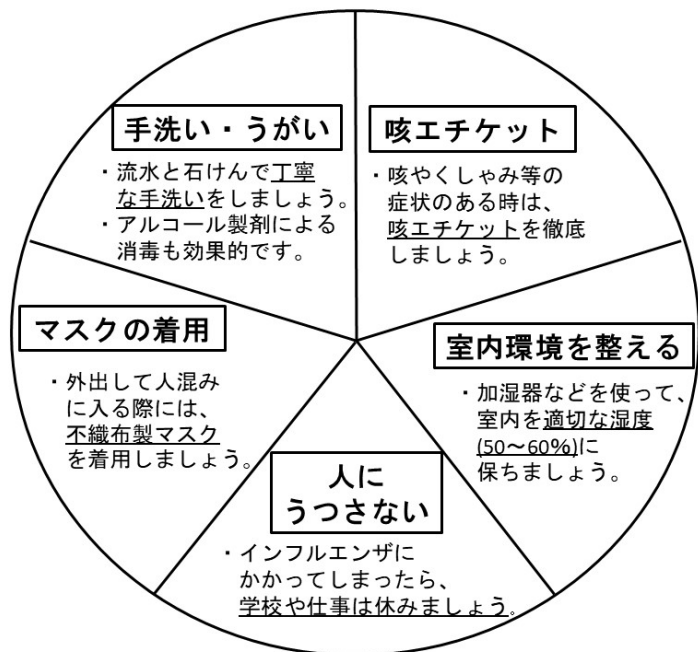 手洗い・うがい
・流水と石けんで丁寧
な手洗いをしましょう。
・アルコール製剤による
消毒も効果的です。
咳エチケット
・咳やくしゃみ等の
症状のある時は、
咳エチケットを徹底
しましょう。
マスクの着用
・外出して人混み
に入る際には、
不織布製マスク
を着用しましょう。
室内環境を整える
・加湿器などを使って、
室内を適切な湿度
(50～60%)に
保ちましょう。
人に
うつさない
・インフルエンザに
かかってしまったら、
学校や仕事は休みましょう。